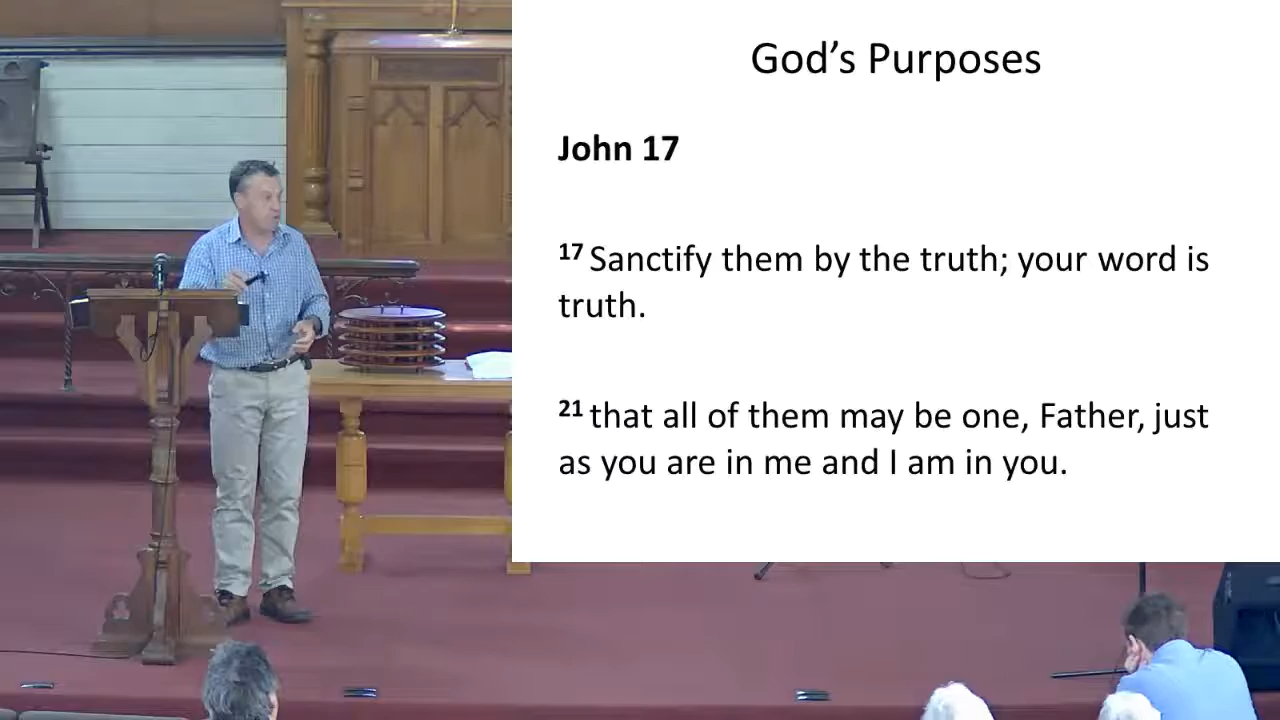 God’s Purposes
John 17
17 Sanctify them by the truth; your word is
truth.
21 that all of them may be one, Father, just
as you are in me and I am in you.